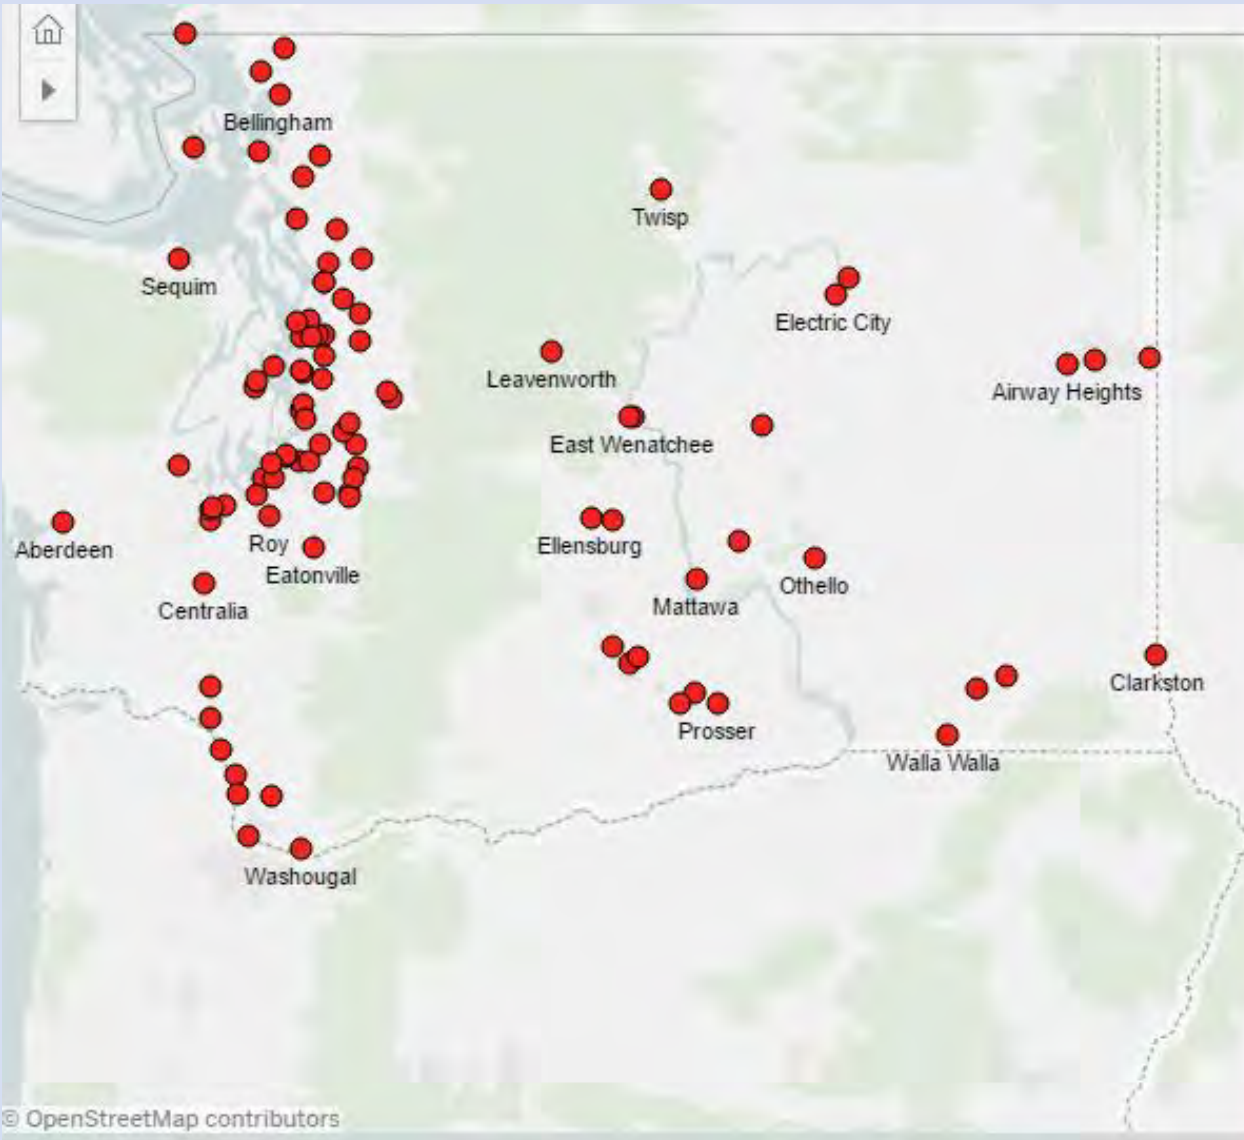 Bellingham
Twisp
Sequim
Electric City
Leavenworth
Airway Heights
East Wenatchee
Aberdeen
Roy
Ellensburg
Eatonville
Othello
Centralia
Mattawa
Clarkston
Prosser
Walla Walla
Washougal
© OpenStreetMap contributors